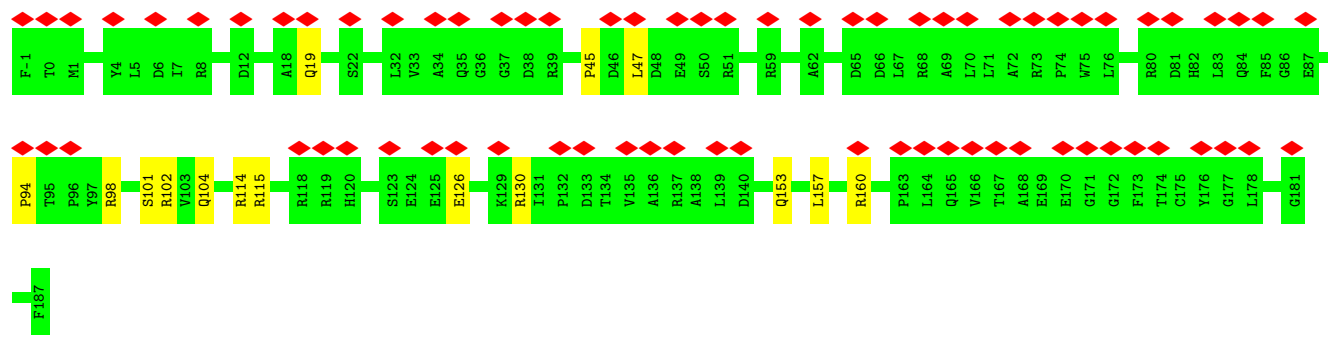 F-1 T0 M1 Y4 L5 D6 I7 R8 D12 A18 Q19 S22 L32 V33 A34 Q35 G36 G37 D38 R39 P45 D46 L47 D48 E49 S50 R51 R59 A62 D65 D66 L67 R68 A69 L70 L71 A72 R73 P74 W75 L76 R80 D81 H82 L83 Q84 F85 G86 E87
P94 T95 P96 Y97 R98 S101 R102 V103 Q104 R114 R115 R118 R119 H120 S123 E124 E125 E126 K129 R130 I131 P132 D133 T134 V135 A136 R137 A138 L139 D140 Q153 L157 R160 P163 L164 Q165 V166 T167 A168 E169 E170 G171 G172 F173 T174 C175 Y176 G177 L178 G181
F187